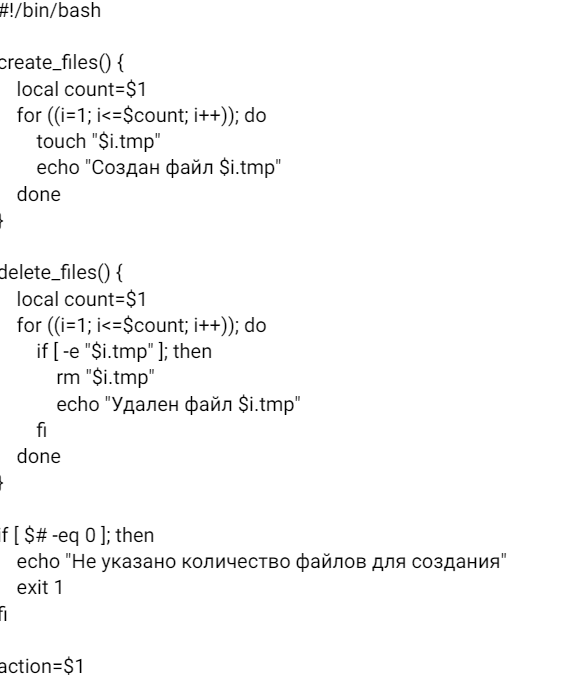 #!/bin/bash
create_files() {
local count=$1
for ((i=1; i<=$count; i++)); do
touch "$i.tmp"
echo "Создан файл $i.tmp"
done
}
delete_files() {
local count=$1
for ((i=1; i<=$count; i++)); do
if [ -e "$i.tmp" ]; then
rm "$i.tmp"
echo "Удален файл $i.tmp"
fi
done
}
if [ $# -eq 0 ]; then
echo "Не указано количество файлов для создания"
exit 1
fi
action=$1